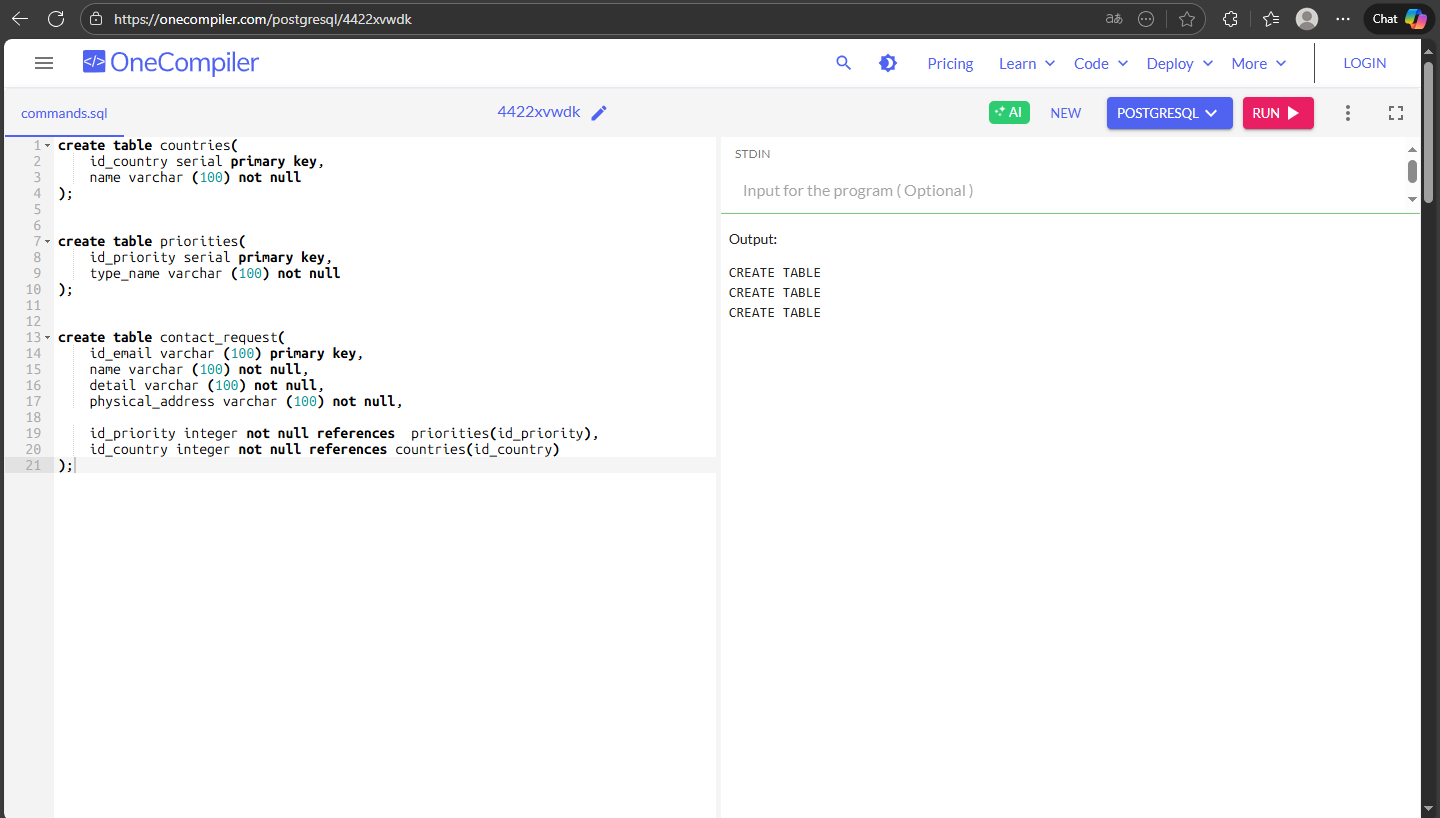 https://onecompiler.com/postgresql/4422xvwdk
Chat
</> OneCompiler
Pricing
Learn
Code
Deploy
More
LOGIN
commands.sql
4422xvwdk
AI
NEW
POSTGRESQL
RUN
1 create table countries(
2 id_country serial primary key,
3 name varchar (100) not null
4 );
5
6
7 create table priorities(
8 id_priority serial primary key,
9 type_name varchar (100) not null
10 );
11
12
13 create table contact_request(
14 id_email varchar (100) primary key,
15 name varchar (100) not null,
16 detail varchar (100) not null,
17 physical_address varchar (100) not null,
18
19 id_priority integer not null references  priorities(id_priority),
20 id_country integer not null references countries(id_country)
21 );
STDIN
Input for the program ( Optional )
Output:
CREATE TABLE
CREATE TABLE
CREATE TABLE